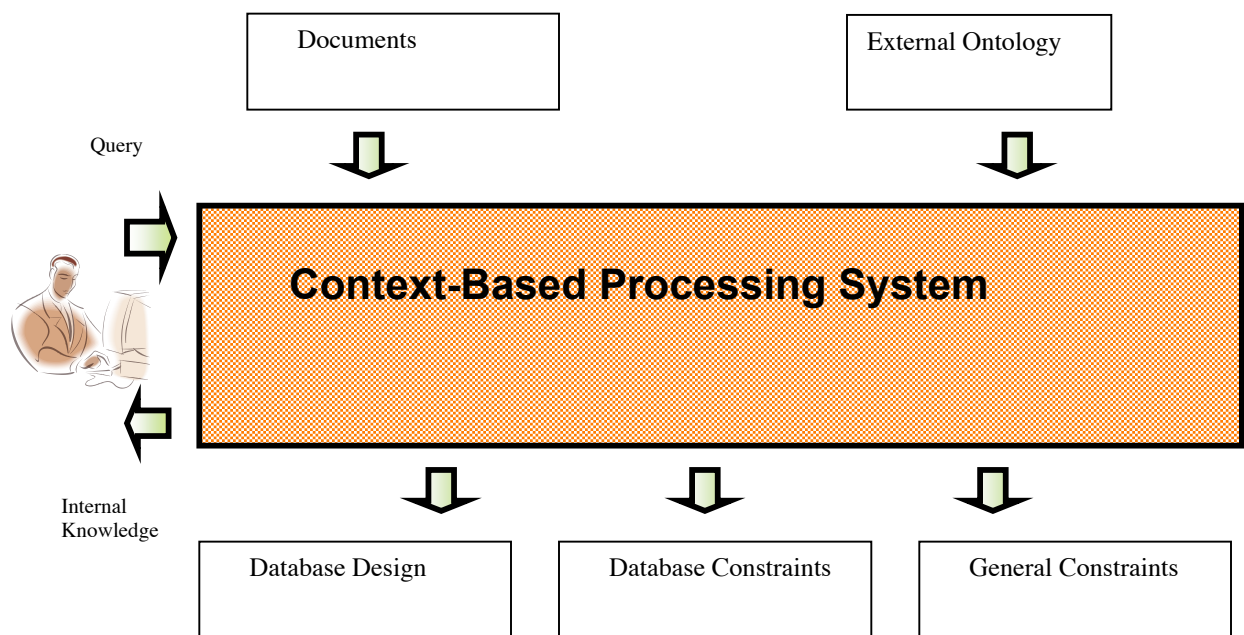 Documents
External Ontology
Query
Context-Based Processing System
Internal
Knowledge
Database Design
Database Constraints
General Constraints